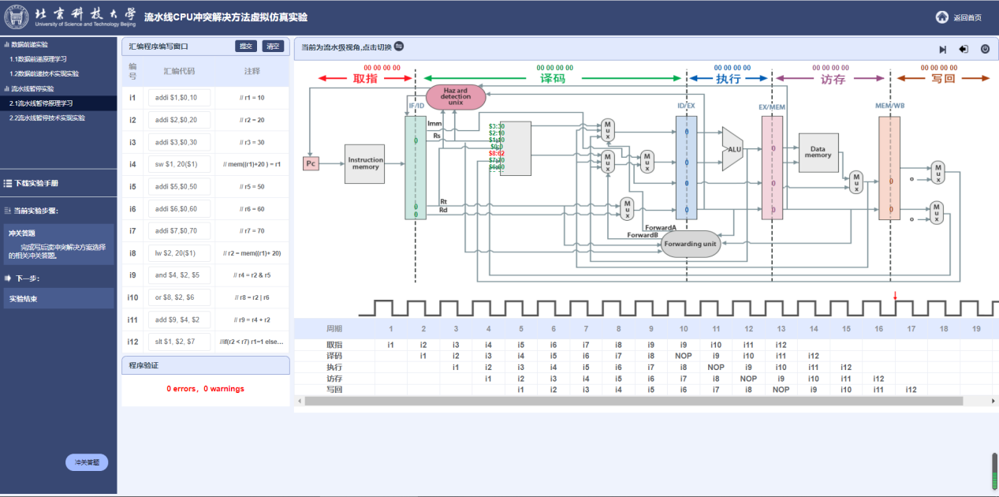 北京科技大学
University of Science and Technology Beijing
流水线CPU冲突解决方法虚拟仿真实验
返回首页
数据前递实验
1.1数据前递原理学习
1.2数据前递技术实现实验
流水线暂停实验
2.1流水线暂停原理学习
2.2流水线暂停技术实现实验
下载实验手册
当前实验步骤:
冲关答题
完成写后读冲突解决方案选择
的相关冲关答题。
下一步:
实验结束
冲关答题
汇编程序编写窗口 提交 清空
编号 汇编代码 注释
i1 addi $1,$0,10 // r1 = 10
i2 addi $2,$0,20 // r2 = 20
i3 addi $3,$0,30 // r3 = 30
i4 sw $1, 20($1) // mem((r1)+20 ) = r1
i5 addi $5,$0,50 // r5 = 50
i6 addi $6,$0,60 // r6 = 60
i7 addi $7,$0,70 // r7 = 70
i8 lw $2, 20($1) // r2 = mem((r1)+ 20)
i9 and $4, $2, $5 // r4 = r2 & r5
i10 or $8, $2, $6 // r8 = r2 | r6
i11 add $9, $4, $2 // r9 = r4 + r2
i12 slt $1, $2, $7 //if(r2 < r7) r1=1 else...
程序验证
0 errors，0 warnings
当前为流水级视角,点击切换
00 00 00 00 00 00 00 00 00 00 00 00 00 00 00 00 00 00 00 00
取指 译码 执行 访存 写回
Hazard
detection
unix
IF/ID ID/EX EX/MEM MEM/WB
Imm
Rs
$3:30
$2:10
$1:10
$0:0
$8:62
Pc
Instruction
memory
Mux
Mux
Mux
ALU
Data
memory
Mux
Mux
0 0 0 0 0 0 0 0 0 0 0
o
Rt
Rd
Mux
Mux
o
ForwardA
ForwardB
Forwarding unit
周期 1 2 3 4 5 6 7 8 9 10 11 12 13 14 15 16 17 18 19
取指 i1 i2 i3 i4 i5 i6 i7 i8 i9 i9 i10 i11 i12
译码 i1 i2 i3 i4 i5 i6 i7 i8 NOP i9 i10 i11 i12
执行 i1 i2 i3 i4 i5 i6 i7 i8 NOP i9 i10 i11 i12
访存 i1 i2 i3 i4 i5 i6 i7 i8 NOP i9 i10 i11 i12
写回 i1 i2 i3 i4 i5 i6 i7 i8 NOP i9 i10 i11 i12